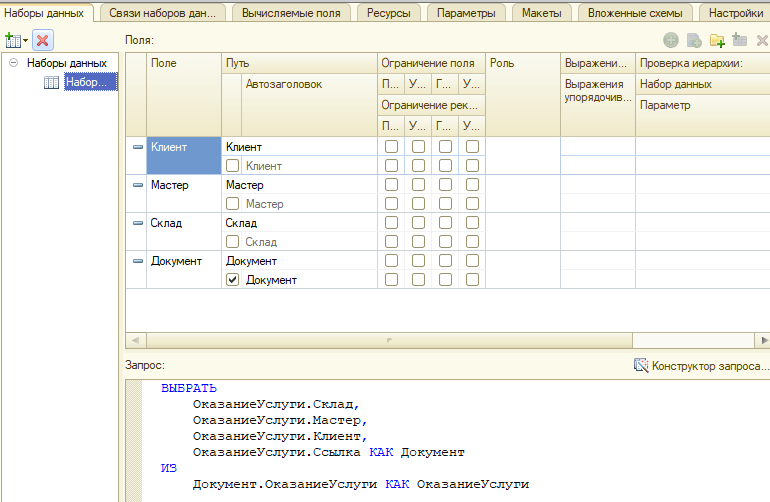 Наборы данных Связи наборов дан... Вычисляемые поля Ресурсы Параметры Макеты Вложенные схемы Настройки
Наборы данных
Набор...
Поля:
Поле Путь Ограничение поля Роль Выражени... Проверка иерархии:
Автозаголовок П... У... Г... У... Выражения упорядочив... Набор данных
Ограничение рек... Параметр
П... У... Г... У...
Клиент Клиент
Клиент
Мастер Мастер
Мастер
Склад Склад
Склад
Документ Документ
Документ
Запрос: Конструктор запроса...
ВЫБРАТЬ
ОказаниеУслуги.Склад,
ОказаниеУслуги.Мастер,
ОказаниеУслуги.Клиент,
ОказаниеУслуги.Ссылка КАК Документ
ИЗ
Документ.ОказаниеУслуги КАК ОказаниеУслуги